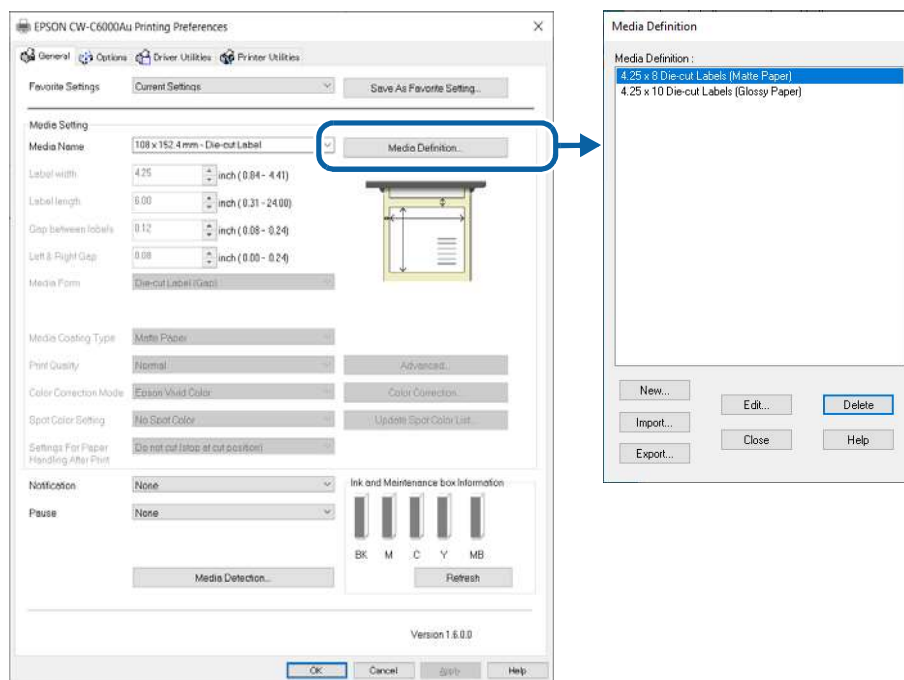 EPSON CW-C6000Au Printing Preferences
General Options Driver Utilities Printer Utilities
Favorite Settings Current Settings Save As Favorite Setting...
Media Setting
Media Name 108 x 152.4 mm - Die-cut Label Media Definition...
Label width 4.25 inch ( 0.84 - 4.41)
Label length 6.00 inch ( 0.31 - 24.00)
Gap between labels 0.12 inch ( 0.08 - 0.24)
Left & Right Gap 0.08 inch ( 0.00 - 0.24)
Media Form Die-cut Label (Gap)
Media Coating Type Matte Paper
Print Quality Normal Advanced...
Color Correction Mode Epson Vivid Color Color Correction...
Spot Color Setting No Spot Color Update Spot Color List...
Settings For Paper Handling After Print Do not cut (stop at cut position)
Notification None
Pause None
Ink and Maintenance box Information
BK M C Y MB
Media Detection... Refresh
Version 1.6.0.0
OK Cancel Apply Help
Media Definition
Media Definition :
4.25 x 8 Die-cut Labels (Matte Paper)
4.25 x 10 Die-cut Labels (Glossy Paper)
New...
Edit... Delete
Import...
Close Help
Export...